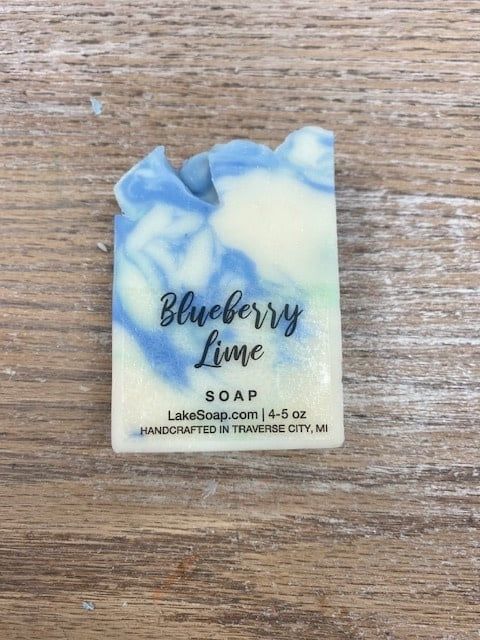 Blueberry
Lime
SOAP
LakeSoap.com | 4-5 oz
HANDCRAFTED IN TRAVERSE CITY, MI